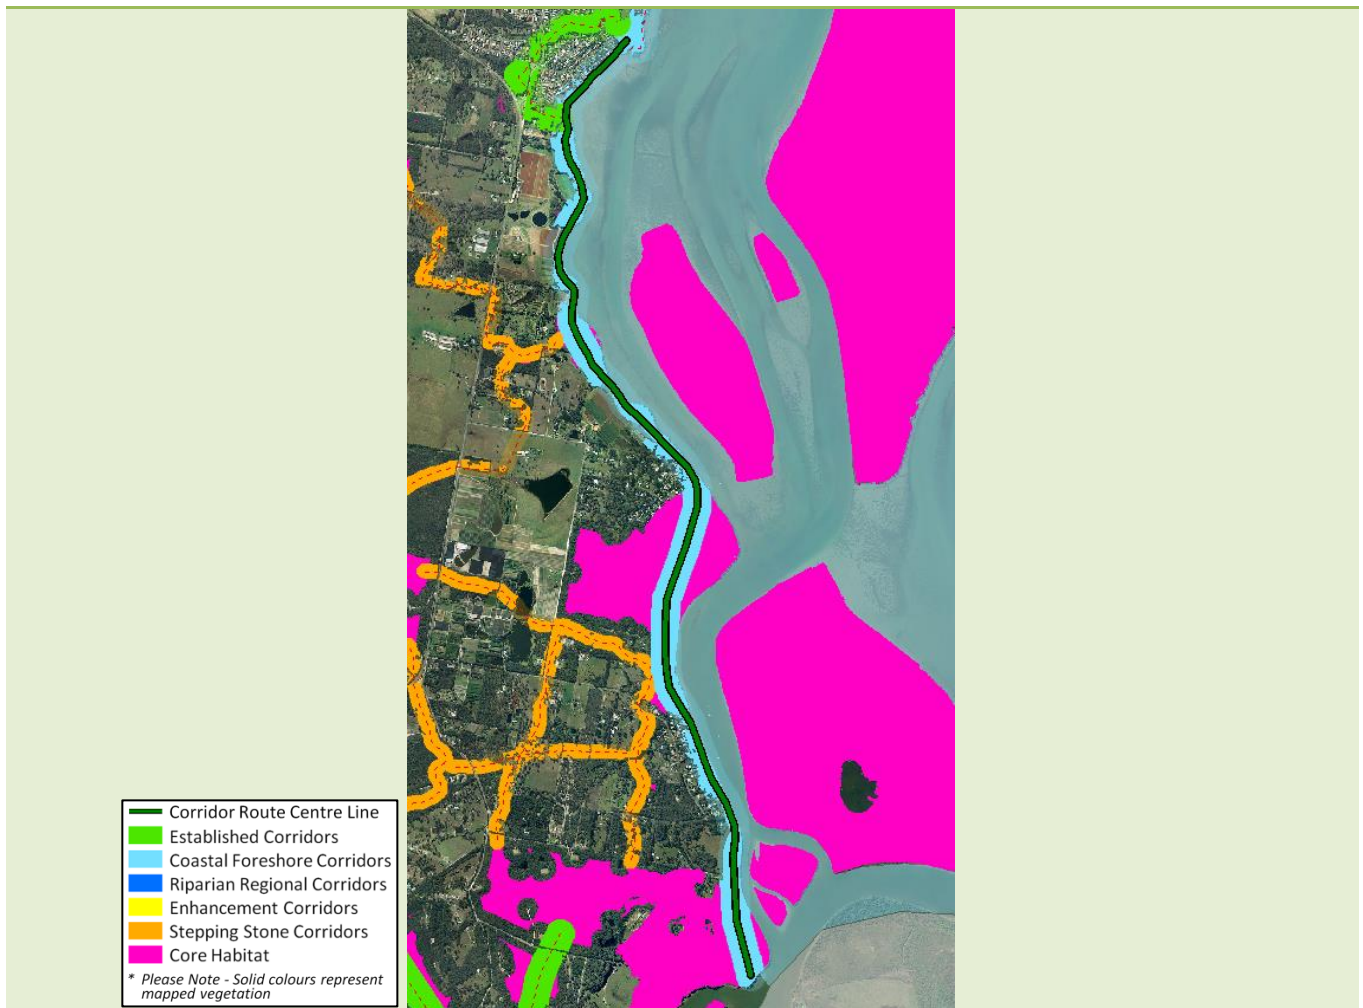 Corridor Route Centre Line
Established Corridors
Coastal Foreshore Corridors
Riparian Regional Corridors
Enhancement Corridors
Stepping Stone Corridors
Core Habitat
* Please Note - Solid colours represent
mapped vegetation